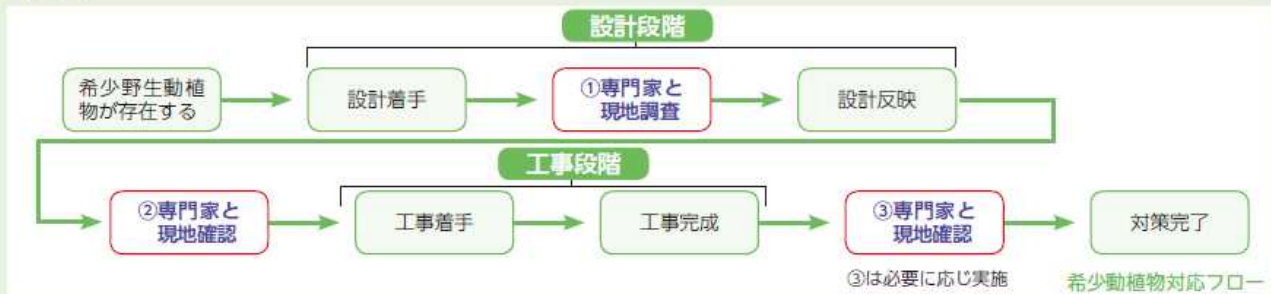 設計段階
希少野生動植
物が存在する
設計着手
①専門家と
現地調査
設計反映
工事段階
②専門家と
現地確認
工事着手
工事完成
③専門家と
現地確認
対策完了
③は必要に応じ実施
希少動植物対応フロー